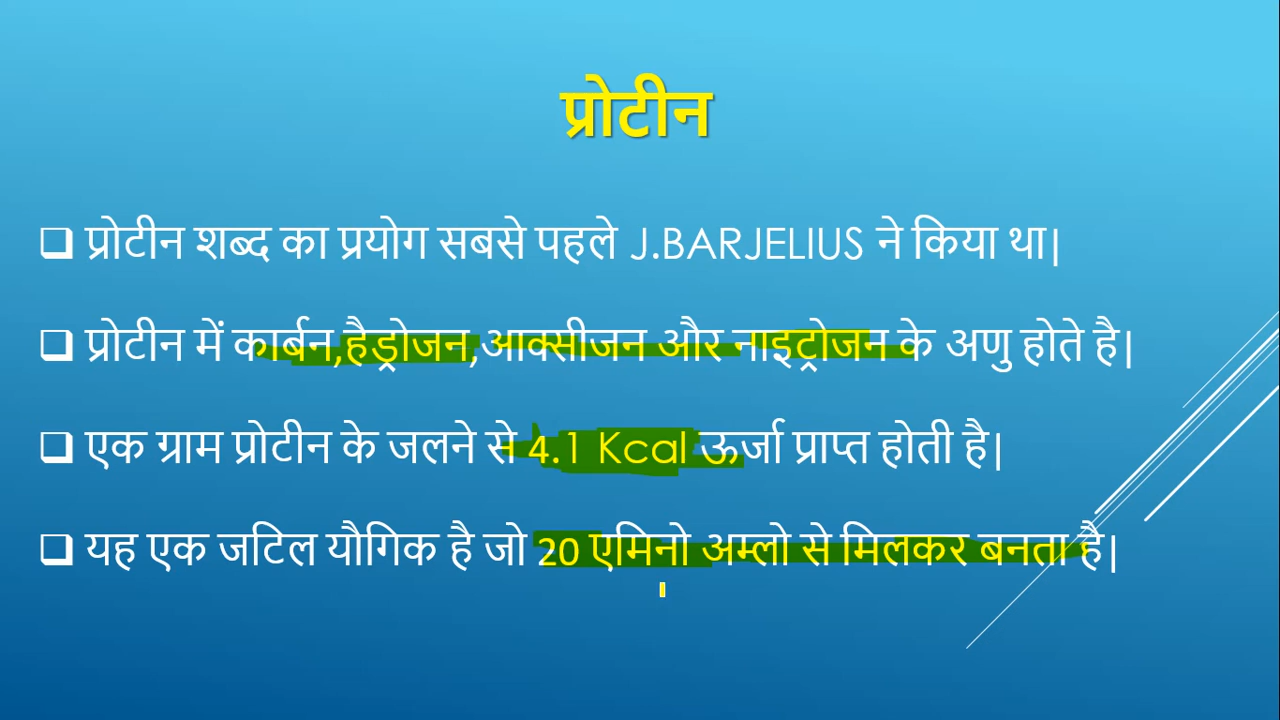 प्रोटीन
❑ प्रोटीन शब्द का प्रयोग सबसे पहले J.BARJELIUS ने किया था|
❑ प्रोटीन में कार्बन,हैड्रोजन,आक्सीजन और नाइट्रोजन के अणु होते है|
❑ एक ग्राम प्रोटीन के जलने से 4.1 Kcal ऊर्जा प्राप्त होती है|
❑ यह एक जटिल यौगिक है जो 20 एमिनो अम्लो से मिलकर बनता है|